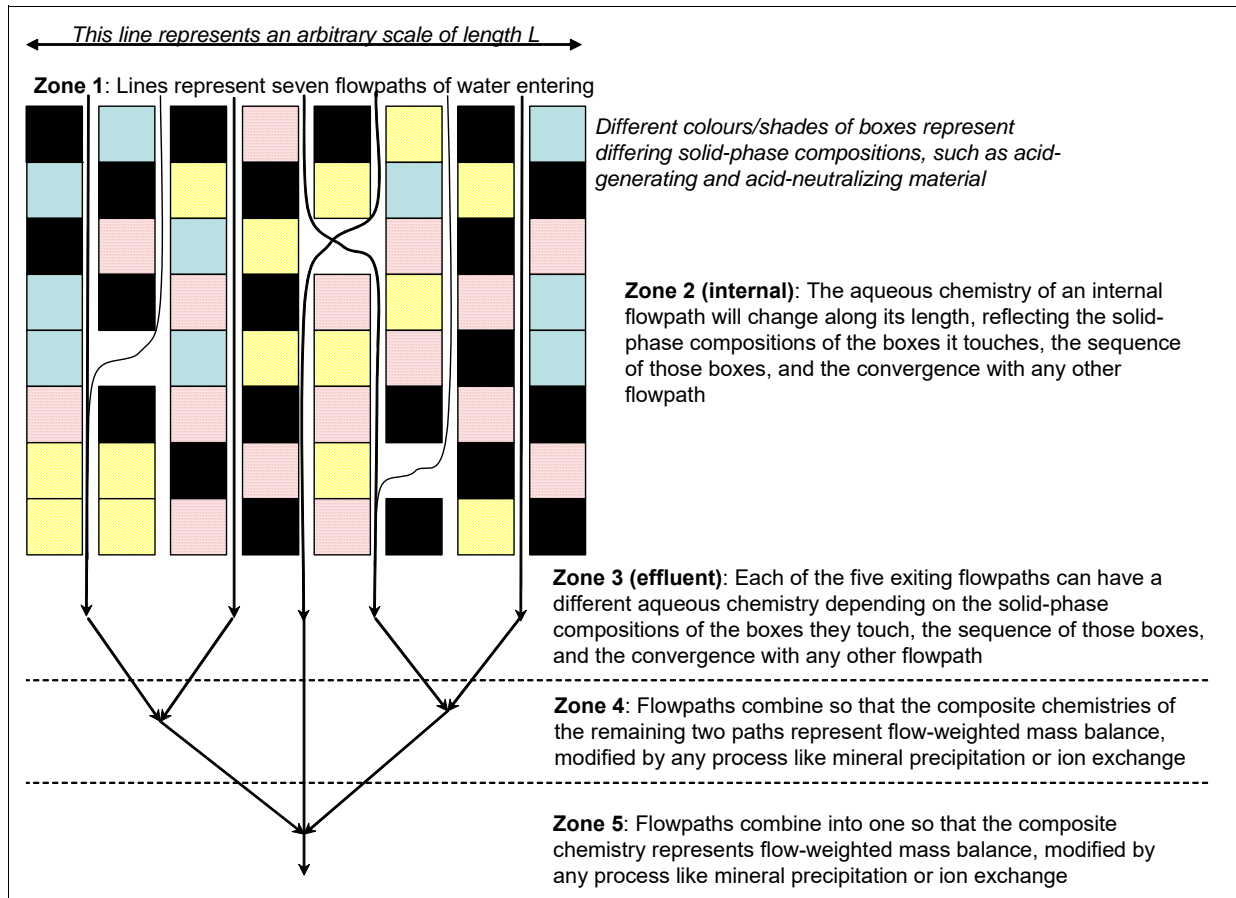 This line represents an arbitrary scale of length L
Zone 1: Lines represent seven flowpaths of water entering
Different colours/shades of boxes represent
differing solid-phase compositions, such as acid-
generating and acid-neutralizing material
Zone 2 (internal): The aqueous chemistry of an internal
flowpath will change along its length, reflecting the solid-
phase compositions of the boxes it touches, the sequence
of those boxes, and the convergence with any other
flowpath
Zone 3 (effluent): Each of the five exiting flowpaths can have a
different aqueous chemistry depending on the solid-phase
compositions of the boxes they touch, the sequence of those boxes,
and the convergence with any other flowpath
Zone 4: Flowpaths combine so that the composite chemistries of
the remaining two paths represent flow-weighted mass balance,
modified by any process like mineral precipitation or ion exchange
Zone 5: Flowpaths combine into one so that the composite
chemistry represents flow-weighted mass balance, modified by
any process like mineral precipitation or ion exchange